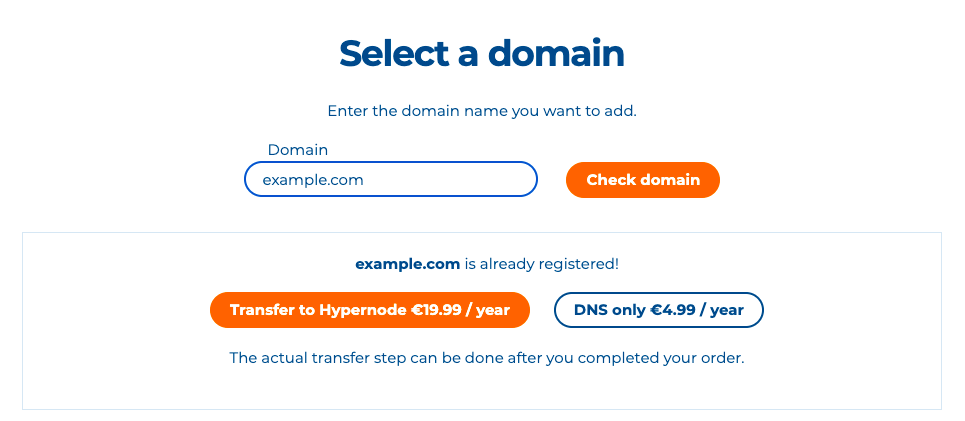 Select a domain
Enter the domain name you want to add.
Domain
example.com
Check domain
example.com is already registered!
Transfer to Hypernode €19.99 / year
DNS only €4.99 / year
The actual transfer step can be done after you completed your order.